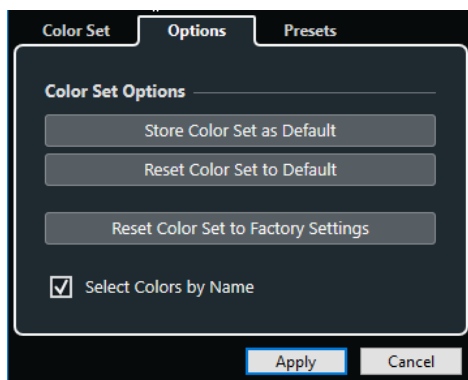 Color Set Options Presets
Color Set Options
Store Color Set as Default
Reset Color Set to Default
Reset Color Set to Factory Settings
Select Colors by Name
Apply Cancel